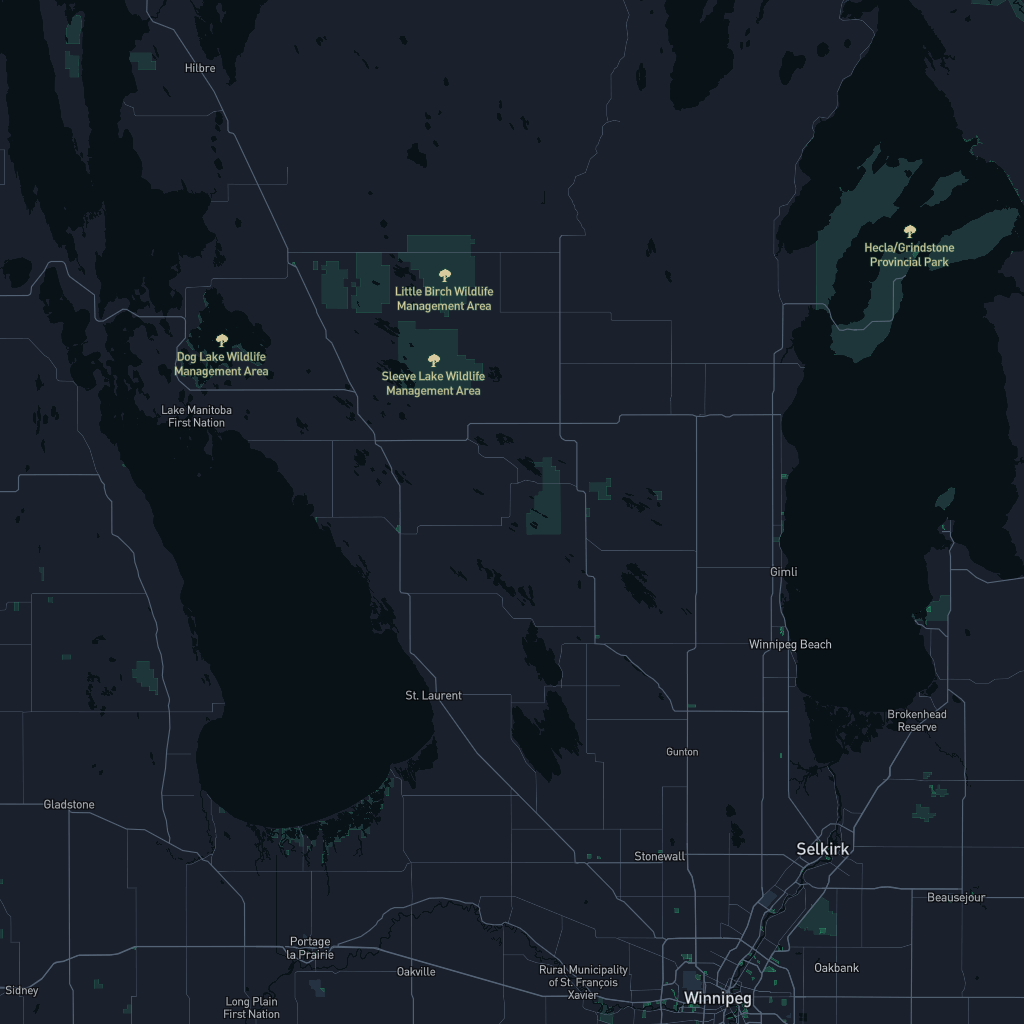 Hilbre
Hecla/Grindstone
Provincial Park
Little Birch Wildlife
Management Area
Dog Lake Wildlife
Management Area
Sleeve Lake Wildlife
Management Area
Lake Manitoba
First Nation
Gimli
Winnipeg Beach
St. Laurent
Brokenhead
Reserve
Gunton
Gladstone
Selkirk
Stonewall
Beausejour
Portage
la Prairie
Oakville
Rural Municipality
of St. François
Xavier
Oakbank
Sidney
Long Plain
First Nation
Winnipeg